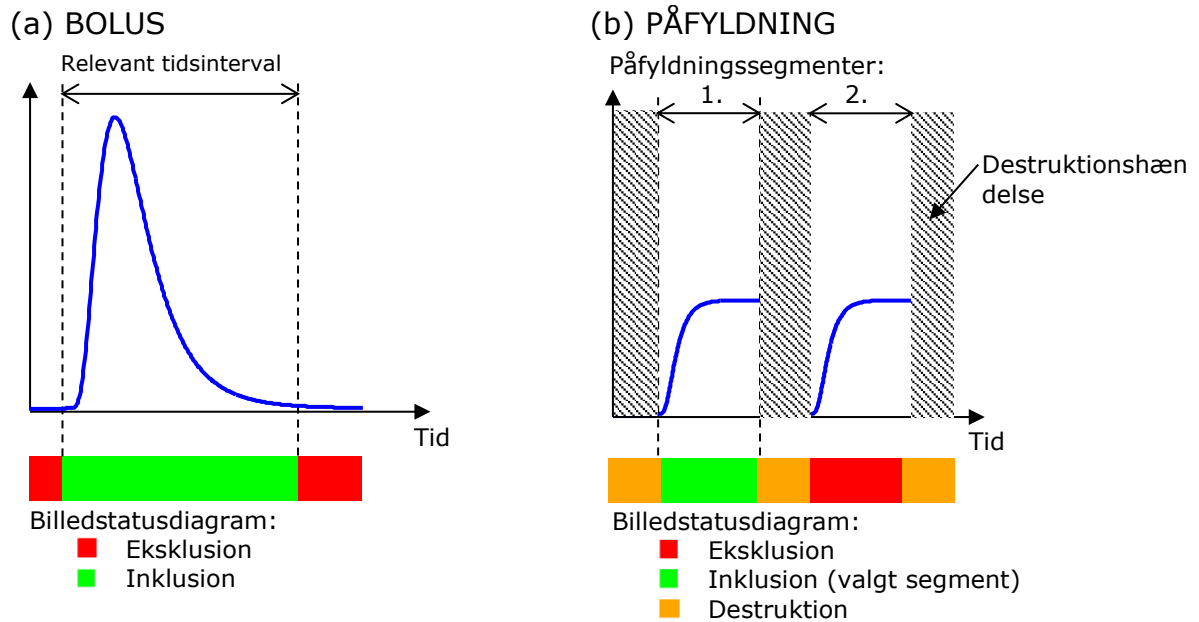 (a) BOLUS
Relevant tidsinterval
Tid
Billedstatusdiagram:
Eksklusion
Inklusion
(b) PÅFYLDNING
Påfyldningssegmenter:
1.
2.
Destruktionshæn
delse
Tid
Billedstatusdiagram:
Eksklusion
Inklusion (valgt segment)
Destruktion